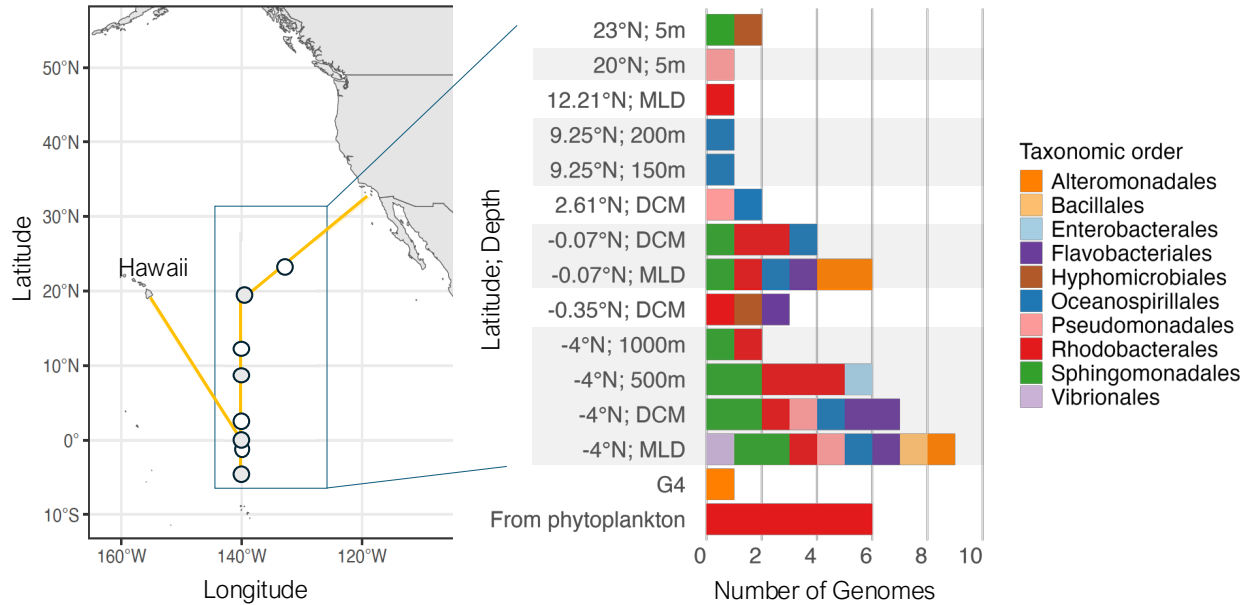 50°N
40°N
30°N
20°N
10°N
0°
10°S
160°W
140°W
120°W
Latitude
Longitude
Hawaii
Latitude; Depth
23°N; 5m
20°N; 5m
12.21°N; MLD
9.25°N; 200m
9.25°N; 150m
2.61°N; DCM
-0.07°N; DCM
-0.07°N; MLD
-0.35°N; DCM
-4°N; 1000m
-4°N; 500m
-4°N; DCM
-4°N; MLD
G4
From phytoplankton
0 2 4 6 8 10
Number of Genomes
Taxonomic order
Alteromonadales
Bacillales
Enterobacterales
Flavobacteriales
Hyphomicrobiales
Oceanospirillales
Pseudomonadales
Rhodobacterales
Sphingomonadales
Vibrionales